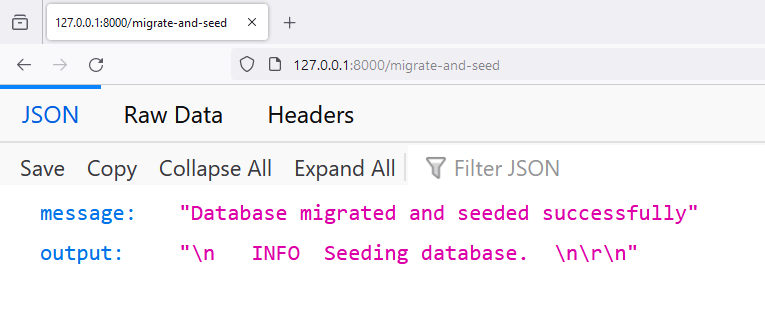 127.0.0.1:8000/migrate-and-seed
127.0.0.1:8000/migrate-and-seed
JSON Raw Data Headers
Save Copy Collapse All Expand All Filter JSON
message: "Database migrated and seeded successfully"
output: "\n   INFO  Seeding database.  \n\r\n"